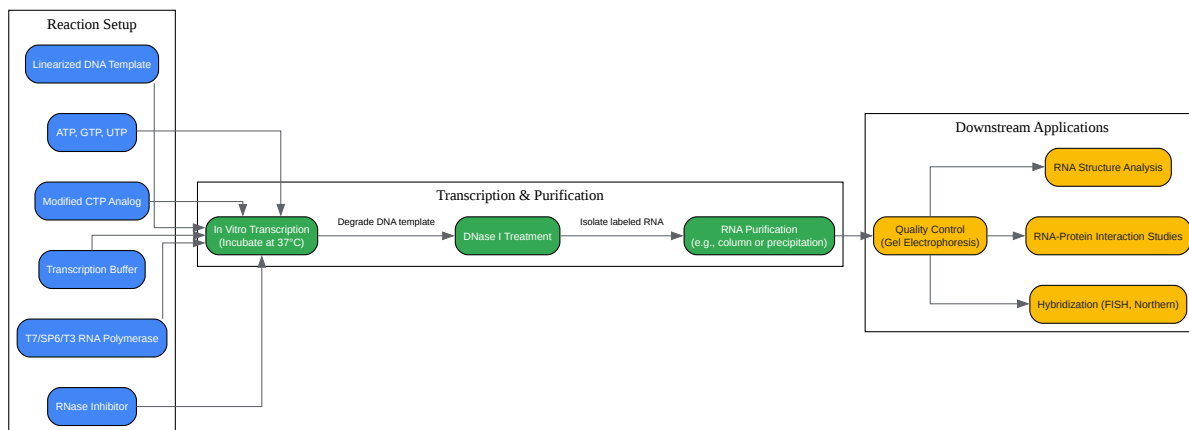 Reaction Setup
Linearized DNA Template
ATP, GTP, UTP
Modified CTP Analog
Transcription Buffer
T7/SP6/T3 RNA Polymerase
RNase Inhibitor
Transcription & Purification
In Vitro Transcription
(Incubate at 37°C)
Degrade DNA template
DNase I Treatment
Isolate labeled RNA
RNA Purification
(e.g., column or precipitation)
Downstream Applications
Quality Control
(Gel Electrophoresis)
RNA Structure Analysis
RNA-Protein Interaction Studies
Hybridization (FISH, Northern)